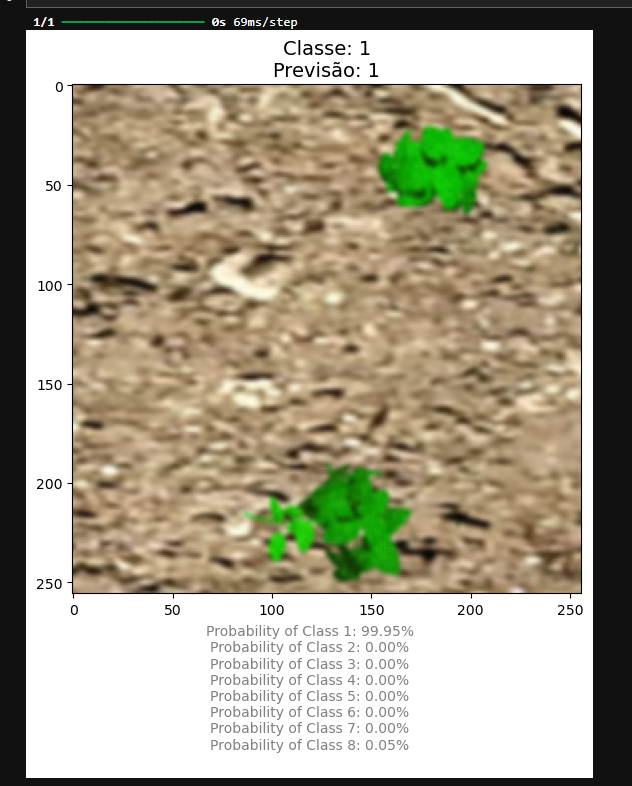 1/1 ━━━━━━━━━━━━━━━━━━━━ 0s 69ms/step
Classe: 1
Previsão: 1
0
50
100
150
200
250
0 50 100 150 200 250
Probability of Class 1: 99.95%
Probability of Class 2: 0.00%
Probability of Class 3: 0.00%
Probability of Class 4: 0.00%
Probability of Class 5: 0.00%
Probability of Class 6: 0.00%
Probability of Class 7: 0.00%
Probability of Class 8: 0.05%